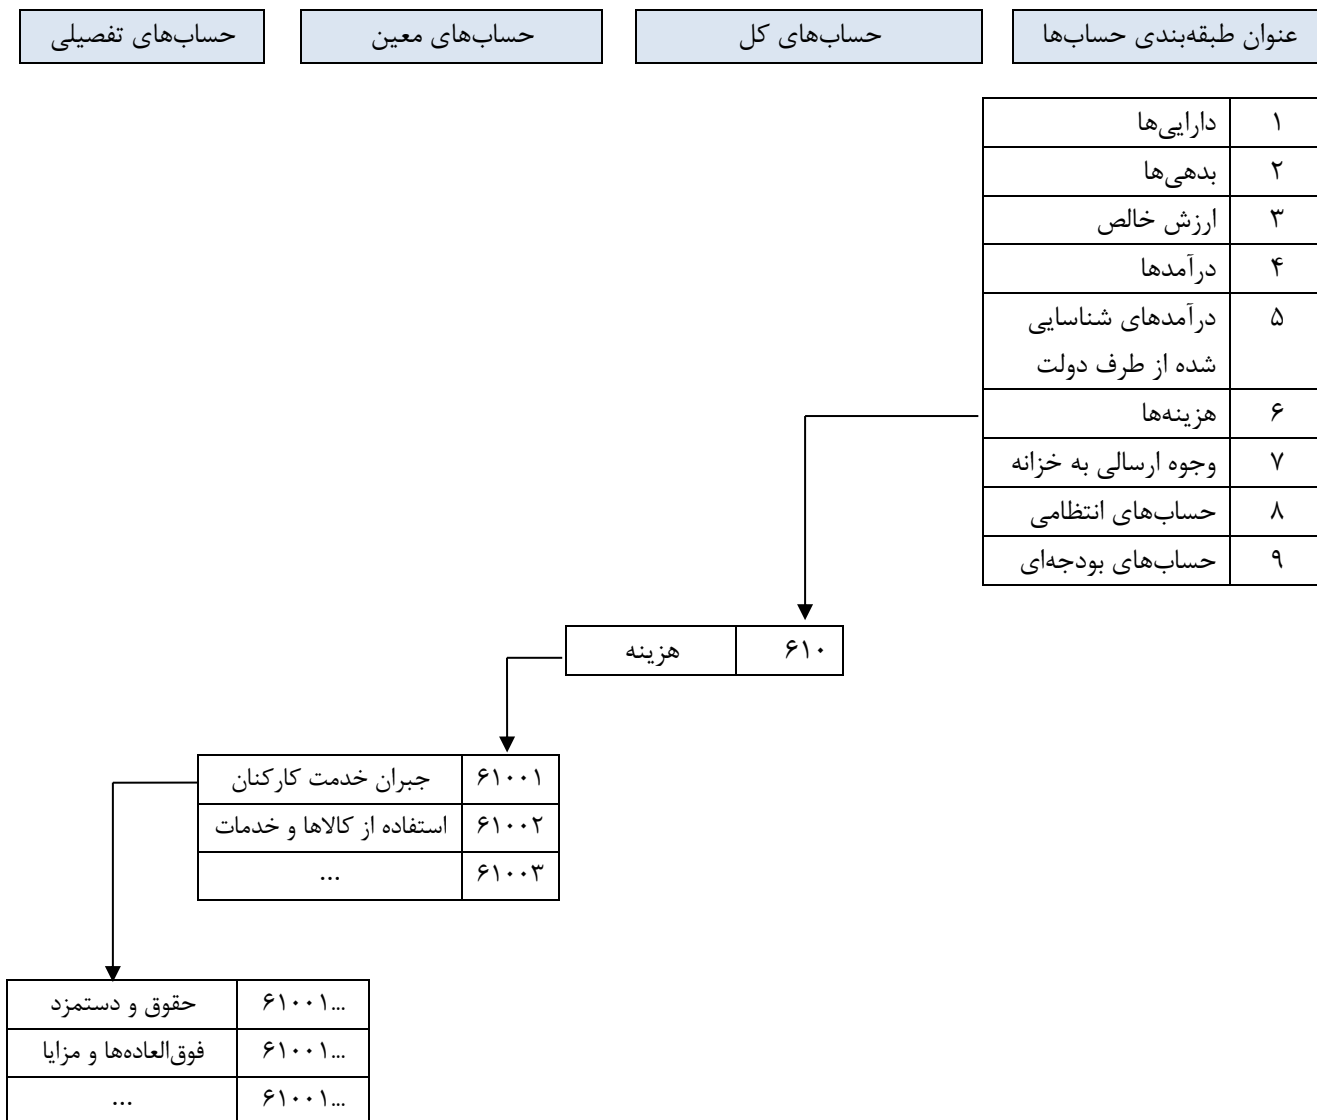 عنوان طبقه‌بندی حساب‌ها
حساب‌های کل
حساب‌های معین
حساب‌های تفصیلی
۱ دارایی‌ها
۲ بدهی‌ها
۳ ارزش خالص
۴ درآمدها
۵ درآمدهای شناسایی
شده از طرف دولت
۶ هزینه‌ها
۷ وجوه ارسالی به خزانه
۸ حساب‌های انتظامی
۹ حساب‌های بودجه‌ای
۶۱۰ هزینه
۶۱۰۰۱ جبران خدمت کارکنان
۶۱۰۰۲ استفاده از کالاها و خدمات
۶۱۰۰۳ ...
۶۱۰۰۱... حقوق و دستمزد
۶۱۰۰۱... فوق‌العاده‌ها و مزایا
۶۱۰۰۱... ...